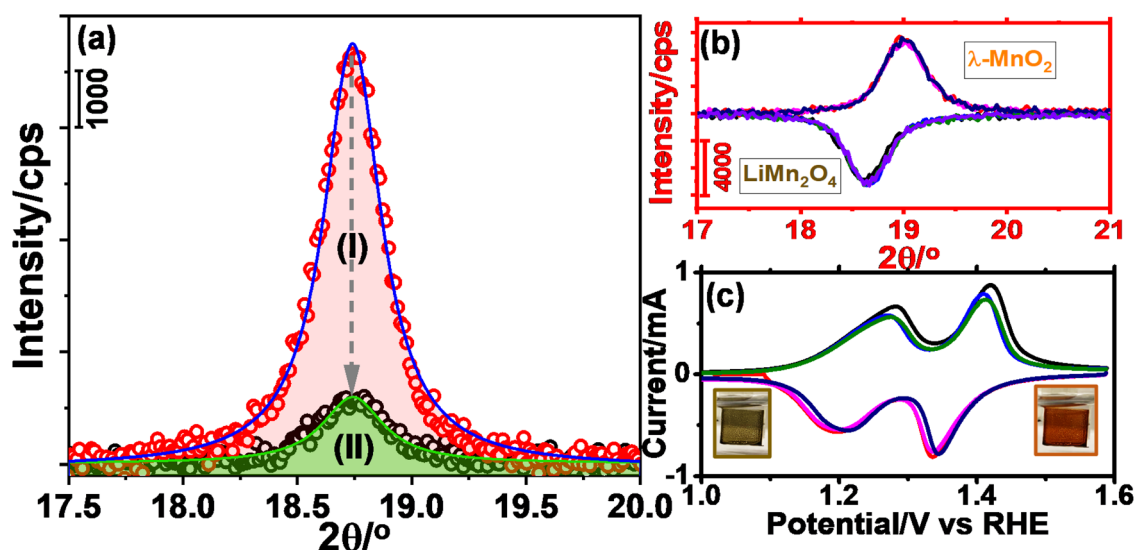 (a)
1000
Intensity/cps
(I)
(II)
17.5 18.0 18.5 19.0 19.5 20.0
2θ/°
(b)
λ-MnO2
LiMn2O4
4000
Intensity/cps
17 18 19 20 21
2θ/°
(c)
1
0
-1
Current/mA
1.0 1.2 1.4 1.6
Potential/V vs RHE